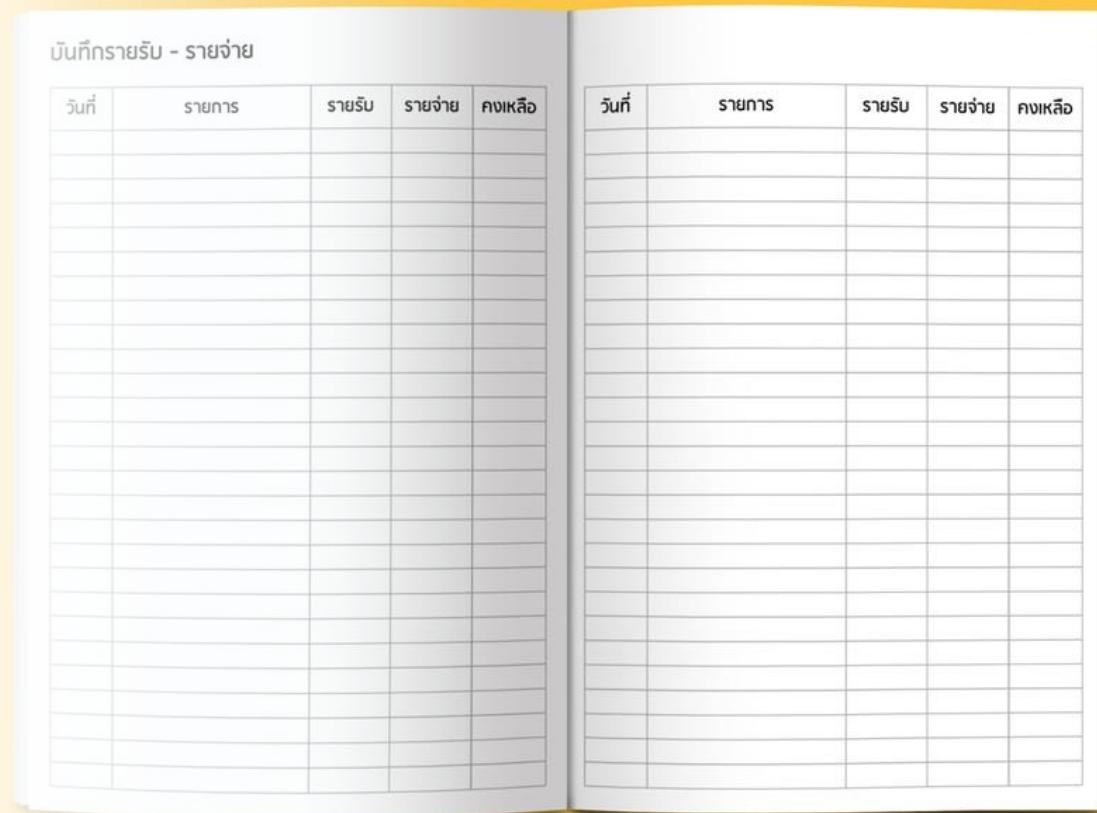 บันทึกรายรับ - รายจ่าย
วันที่ รายการ รายรับ รายจ่าย คงเหลือ
วันที่ รายการ รายรับ รายจ่าย คงเหลือ